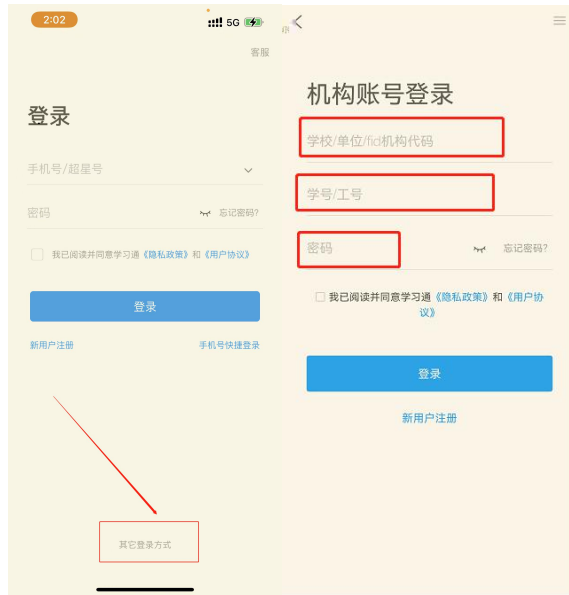 2:02
5G
客服
登录
手机号/超星号
密码
忘记密码?
我已阅读并同意学习通《隐私政策》和《用户协议》
登录
新用户注册
手机号快捷登录
其它登录方式
机构账号登录
学校/单位/fid机构代码
学号/工号
密码
忘记密码?
我已阅读并同意学习通《隐私政策》和《用户协
议》
登录
新用户注册